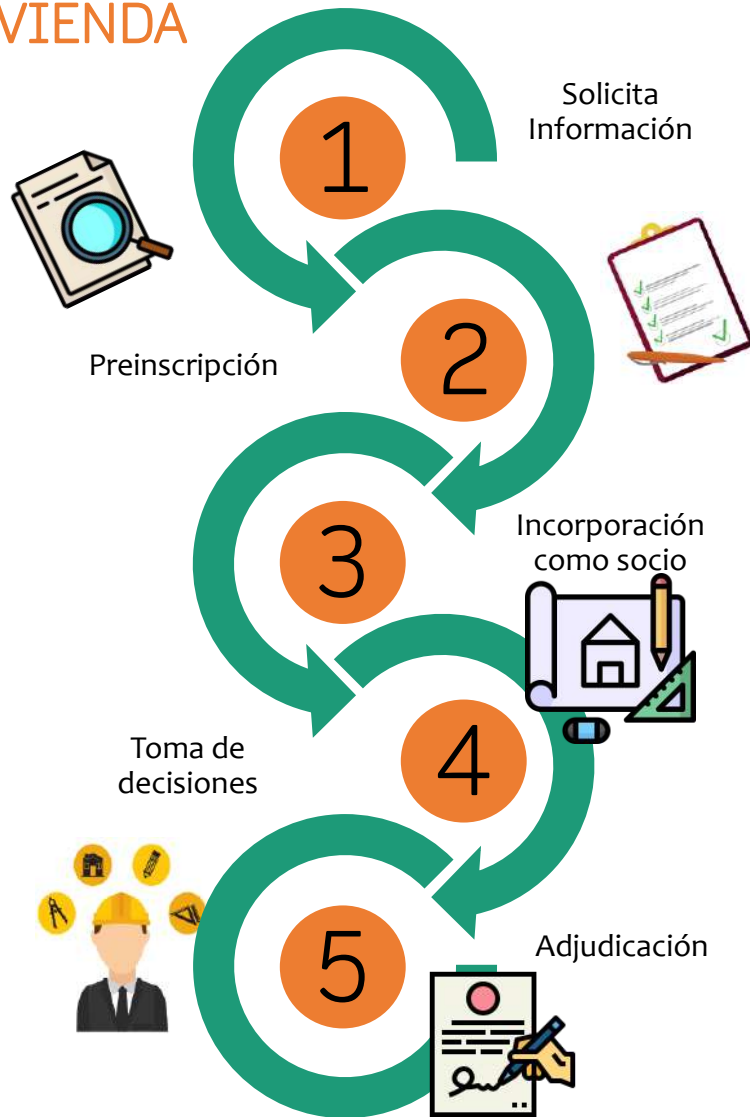 VIENDA
1
Solicita
Información
2
Preinscripción
3
Incorporación
como socio
4
Toma de
decisiones
5
Adjudicación